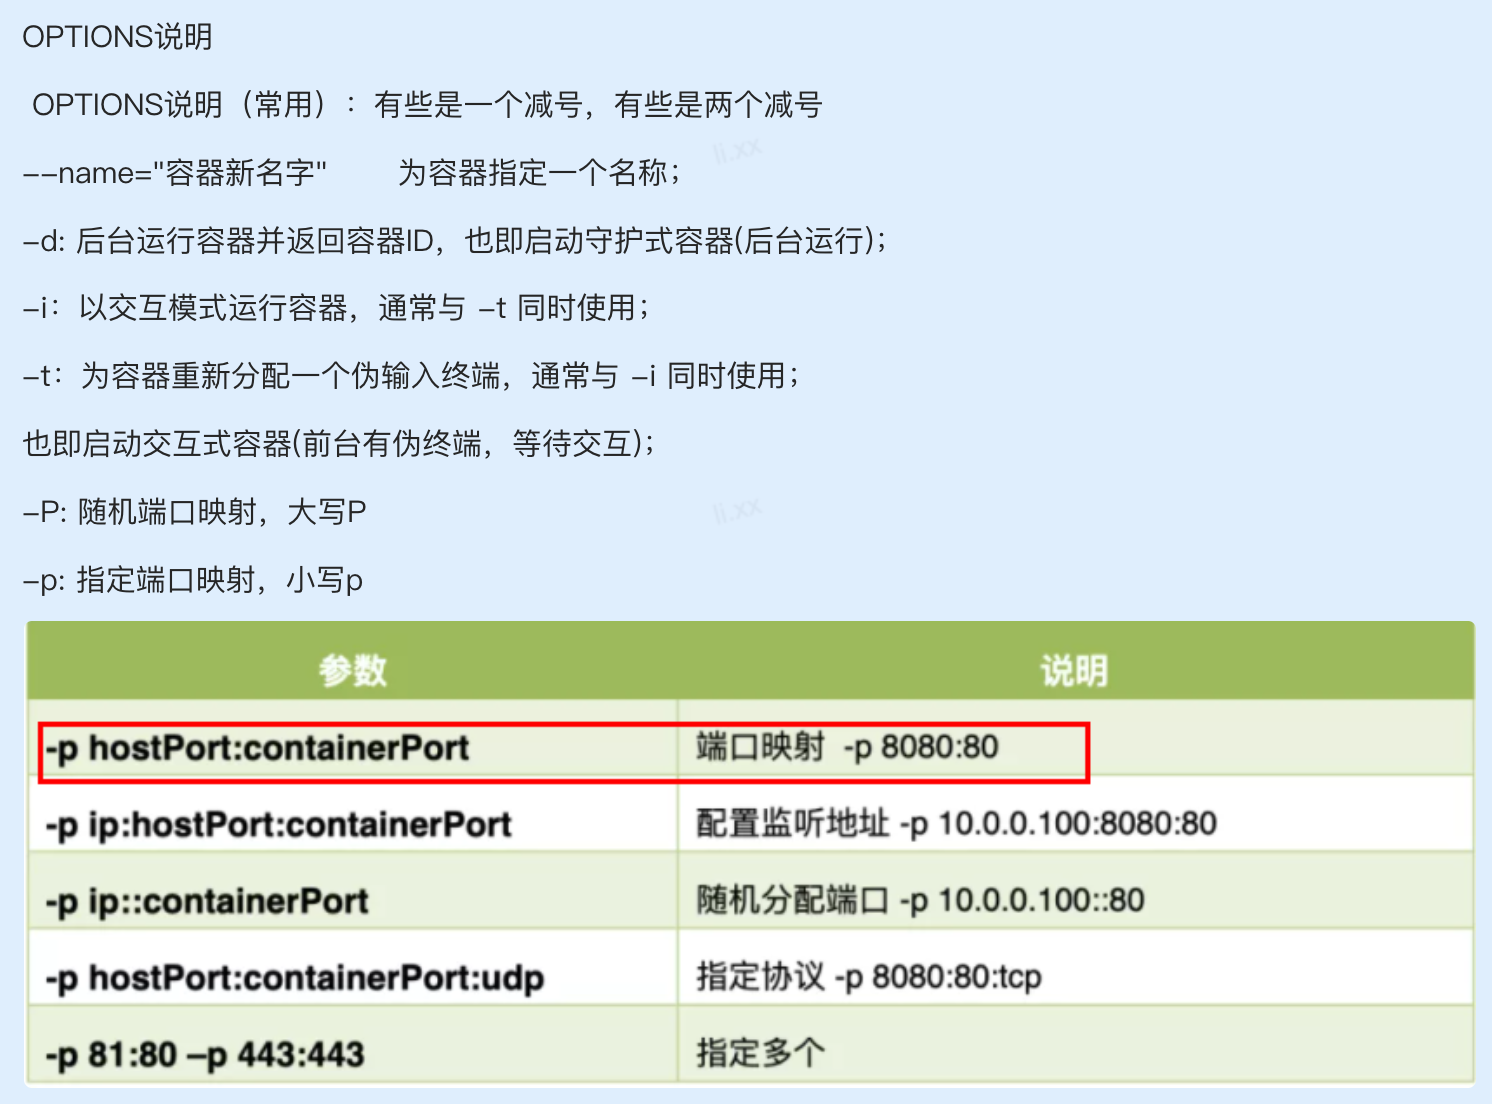 OPTIONS说明
OPTIONS说明（常用）：有些是一个减号，有些是两个减号
--name="容器新名字" 为容器指定一个名称；
-d: 后台运行容器并返回容器ID，也即启动守护式容器(后台运行)；
-i：以交互模式运行容器，通常与 -t 同时使用；
-t：为容器重新分配一个伪输入终端，通常与 -i 同时使用；
也即启动交互式容器(前台有伪终端，等待交互)；
-P: 随机端口映射，大写P
-p: 指定端口映射，小写p
参数 说明
-p hostPort:containerPort 端口映射 -p 8080:80
-p ip:hostPort:containerPort 配置监听地址 -p 10.0.0.100:8080:80
-p ip::containerPort 随机分配端口 -p 10.0.0.100::80
-p hostPort:containerPort:udp 指定协议 -p 8080:80:tcp
-p 81:80 –p 443:443 指定多个
li.xx
li.xx